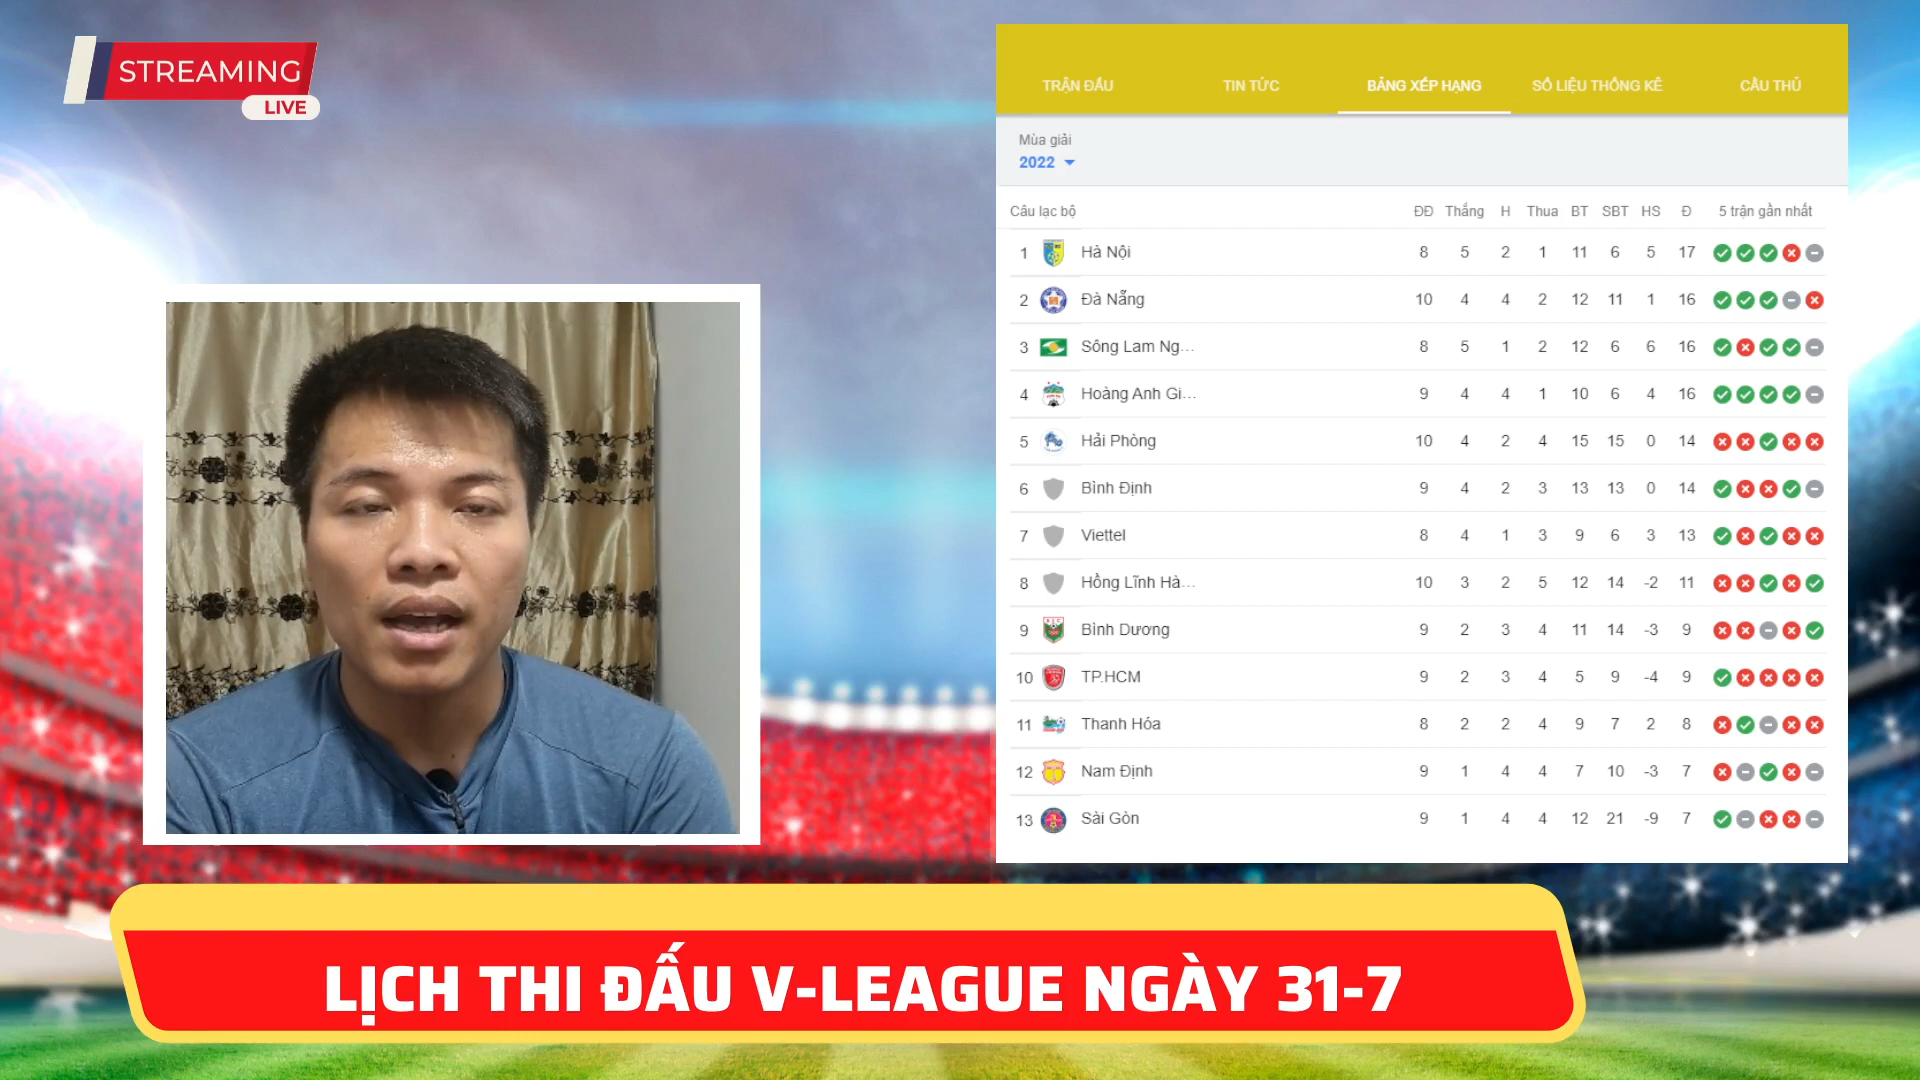 STREAMING
LIVE
TRẬN ĐẤU TIN TỨC BẢNG XẾP HẠNG SỐ LIỆU THỐNG KÊ CẦU THỦ
Mùa giải
2022
Câu lạc bộ ĐĐ Thắng H Thua BT SBT HS Đ 5 trận gần nhất
1 Hà Nội 8 5 2 1 11 6 5 17
2 Đà Nẵng 10 4 4 2 12 11 1 16
3 Sông Lam Ng... 8 5 1 2 12 6 6 16
4 Hoàng Anh Gi... 9 4 4 1 10 6 4 16
5 Hải Phòng 10 4 2 4 15 15 0 14
6 Bình Định 9 4 2 3 13 13 0 14
7 Viettel 8 4 1 3 9 6 3 13
8 Hồng Lĩnh Hà... 10 3 2 5 12 14 -2 11
9 Bình Dương 9 2 3 4 11 14 -3 9
10 TP.HCM 9 2 3 4 5 9 -4 9
11 Thanh Hóa 8 2 2 4 9 7 2 8
12 Nam Định 9 1 4 4 7 10 -3 7
13 Sài Gòn 9 1 4 4 12 21 -9 7
LỊCH THI ĐẤU V-LEAGUE NGÀY 31-7